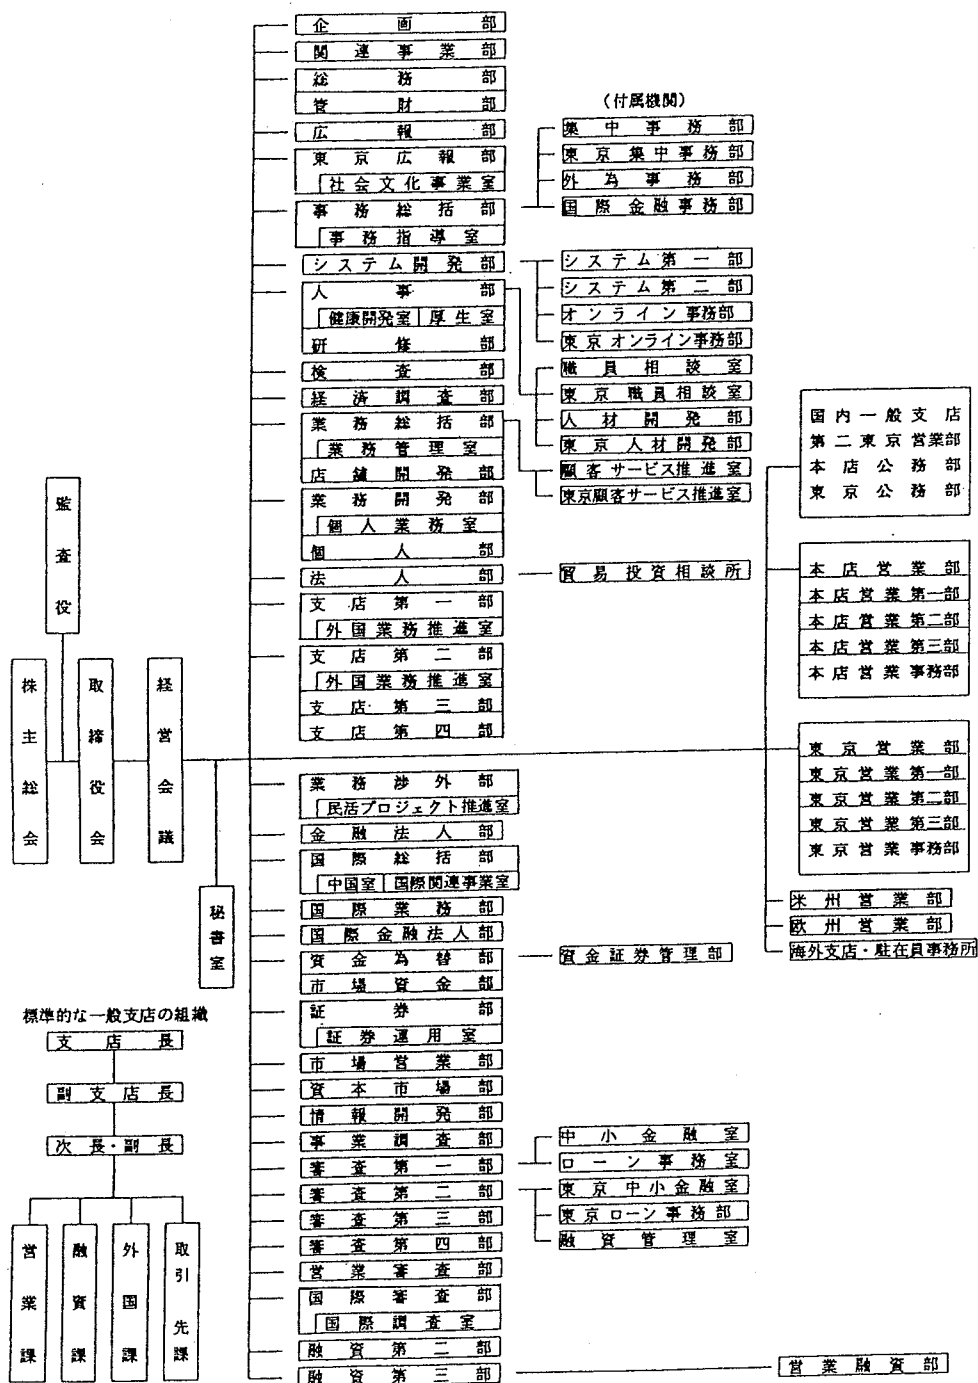 企画部
関連事業部
総務部
管財部
広報部
東京広報部
社会文化事業室
事務総括部
事務指導室
システム開発部
人事部
健康開発室 厚生室
研修部
検査部
経済調査部
業務総括部
業務管理室
店舗開発部
業務開発部
個人業務室
個人部
法人部
支店第一部
外国業務推進室
支店第二部
外国業務推進室
支店第三部
支店第四部
業務渉外部
民活プロジェクト推進室
金融法人部
国際総括部
中国室 国際関連事業室
国際業務部
国際金融法人部
資金為替部
市場資金部
証券部
証券運用室
市場営業部
資本市場部
情報開発部
事業調査部
審査第一部
審査第二部
審査第三部
審査第四部
営業審査部
国際審査部
国際調査室
融資第二部
融資第三部
(付属機関)
集中事務部
東京集中事務部
外為事務部
国際金融事務部
システム第一部
システム第二部
オンライン事務部
東京オンライン事務部
職員相談室
東京職員相談室
人材開発部
東京人材開発部
顧客サービス推進室
東京顧客サービス推進室
貿易投資相談所
資金証券管理部
中小金融室
ローン事務室
東京中小金融室
東京ローン事務部
融資管理室
国内一般支店
第二東京営業部
本店公務部
東京公務部
本店営業部
本店営業第一部
本店営業第二部
本店営業第三部
本店営業事務部
東京営業部
東京営業第一部
東京営業第二部
東京営業第三部
東京営業事務部
米州営業部
欧州営業部
海外支店・駐在員事務所
営業融資部
監査役
株主総会
取締役会
経営会議
秘書室
標準的な一般支店の組織
支店長
副支店長
次長・副長
営業課
融資課
外国課
取引先課